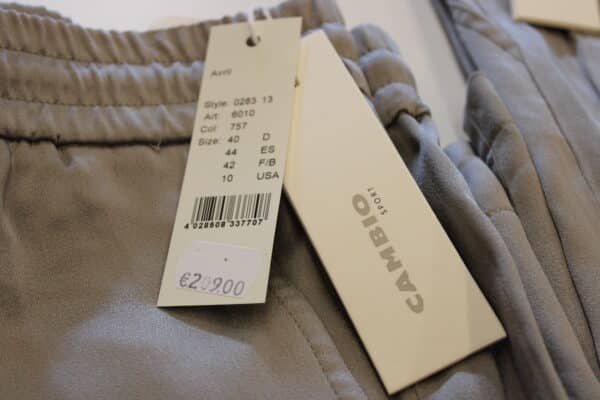 Avril
Style: 0263 13
Art: 6010
Col: 757
Size: 40 D
44 ES
42 F/B
10 USA
4 028508 337707
€209.00
CAMBIO
SPORT